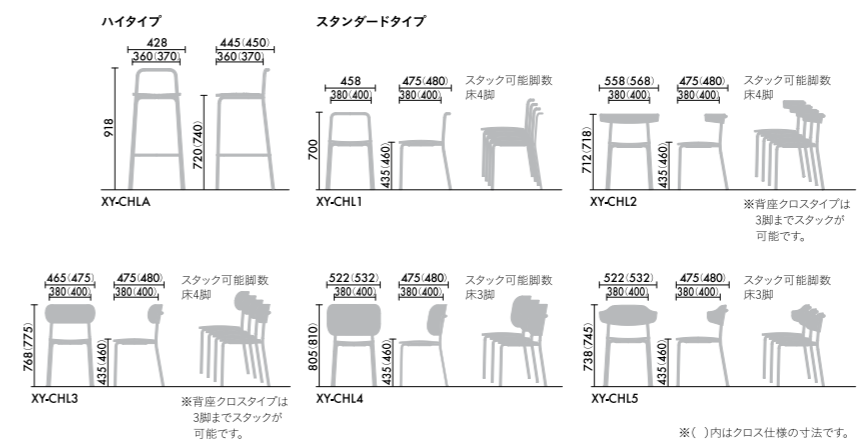 ハイタイプ
428
360(370)
445(450)
360(370)
918
720(740)
XY-CHLA
スタンダードタイプ
458
380(400)
475(480)
380(400)
スタック可能脚数
床4脚
700
435(460)
XY-CHL1
558(568)
380(400)
475(480)
380(400)
スタック可能脚数
床4脚
712(718)
435(460)
XY-CHL2
※背座クロスタイプは
3脚までスタックが
可能です。
465(475)
380(400)
475(480)
380(400)
スタック可能脚数
床4脚
768(775)
435(460)
XY-CHL3
※背座クロスタイプは
3脚までスタックが
可能です。
522(532)
380(400)
475(480)
380(400)
スタック可能脚数
床3脚
805(810)
435(460)
XY-CHL4
522(532)
380(400)
475(480)
380(400)
スタック可能脚数
床3脚
738(745)
435(460)
XY-CHL5
※( )内はクロス仕様の寸法です。